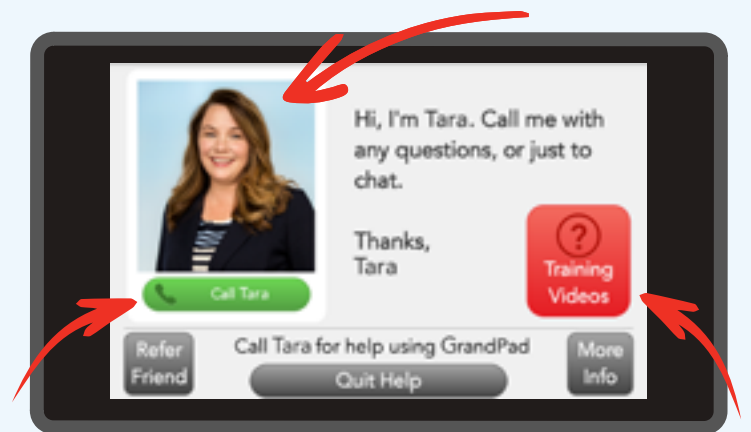 Hi, I'm Tara. Call me with
any questions, or just to
chat.
Thanks,
Tara
Call Tara
?
Training
Videos
Refer
Friend
Call Tara for help using GrandPad
Quit Help
More
Info